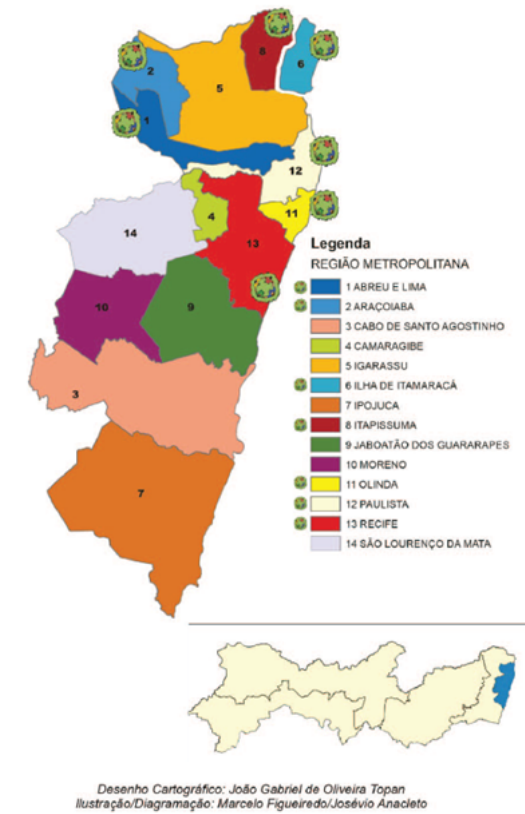 8
2
6
5
1
12
11
4
14
13
10
9
3
7
Legenda
REGIÃO METROPOLITANA
1 ABREU E LIMA
2 ARAÇOIABA
3 CABO DE SANTO AGOSTINHO
4 CAMARAGIBE
5 IGARASSU
6 ILHA DE ITAMARACÁ
7 IPOJUCA
8 ITAPISSUMA
9 JABOATÃO DOS GUARARAPES
10 MORENO
11 OLINDA
12 PAULISTA
13 RECIFE
14 SÃO LOURENÇO DA MATA
Desenho Cartográfico: João Gabriel de Oliveira Topan
Ilustração/Diagramação: Marcelo Figueiredo/Josévio Anacleto